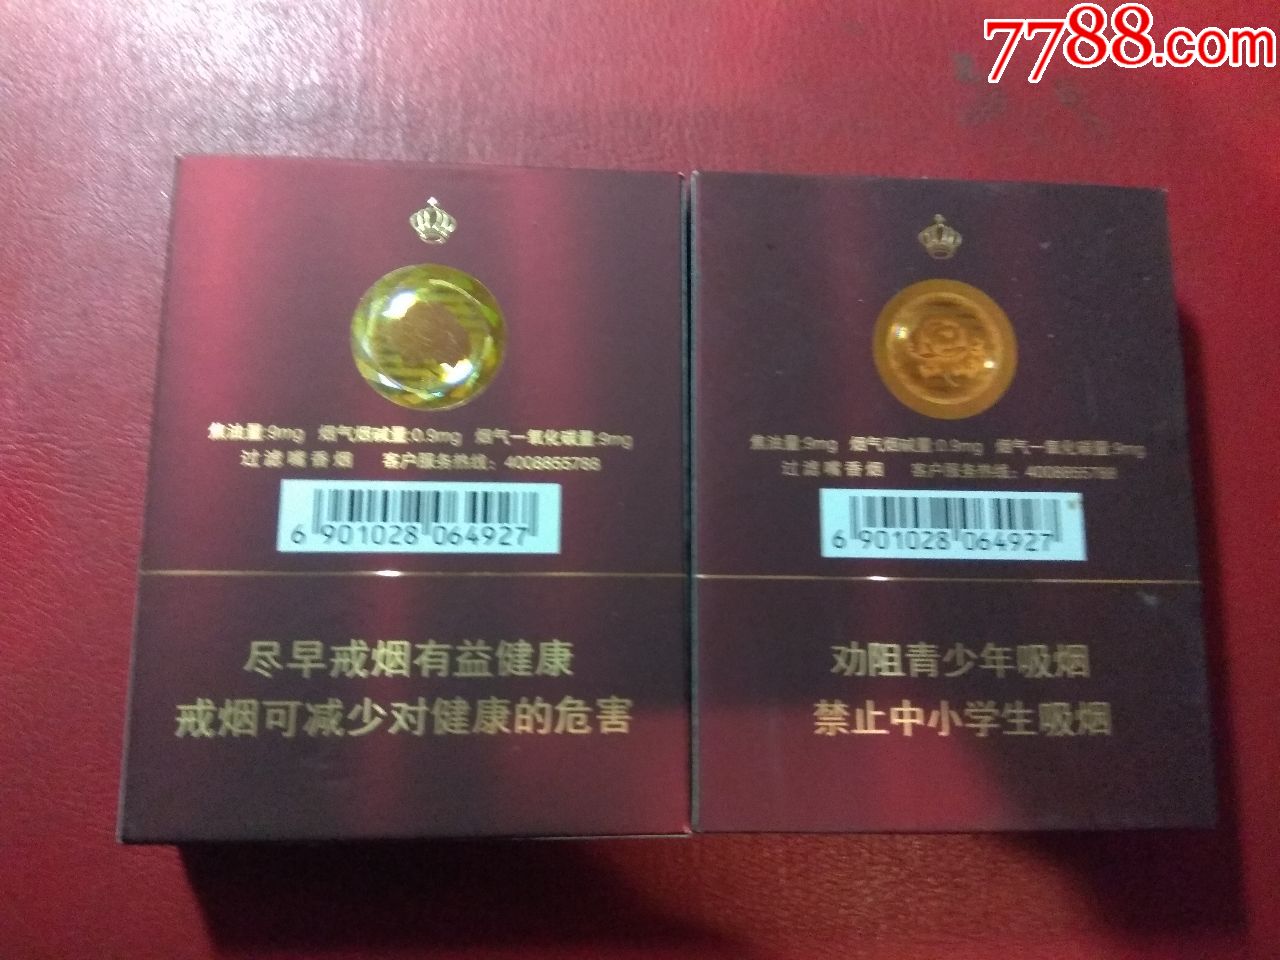 7788.com
焦油量:9mg 烟气烟碱量:0.9mg 烟气一氧化碳量:9mg
过滤嘴香烟 客户服务热线：4008855788
6 901028 064927
尽早戒烟有益健康
戒烟可减少对健康的危害
焦油量:9mg 烟气烟碱量:0.9mg 烟气一氧化碳量:9mg
过滤嘴香烟 客户服务热线：4008855788
6 901028 064927
劝阻青少年吸烟
禁止中小学生吸烟